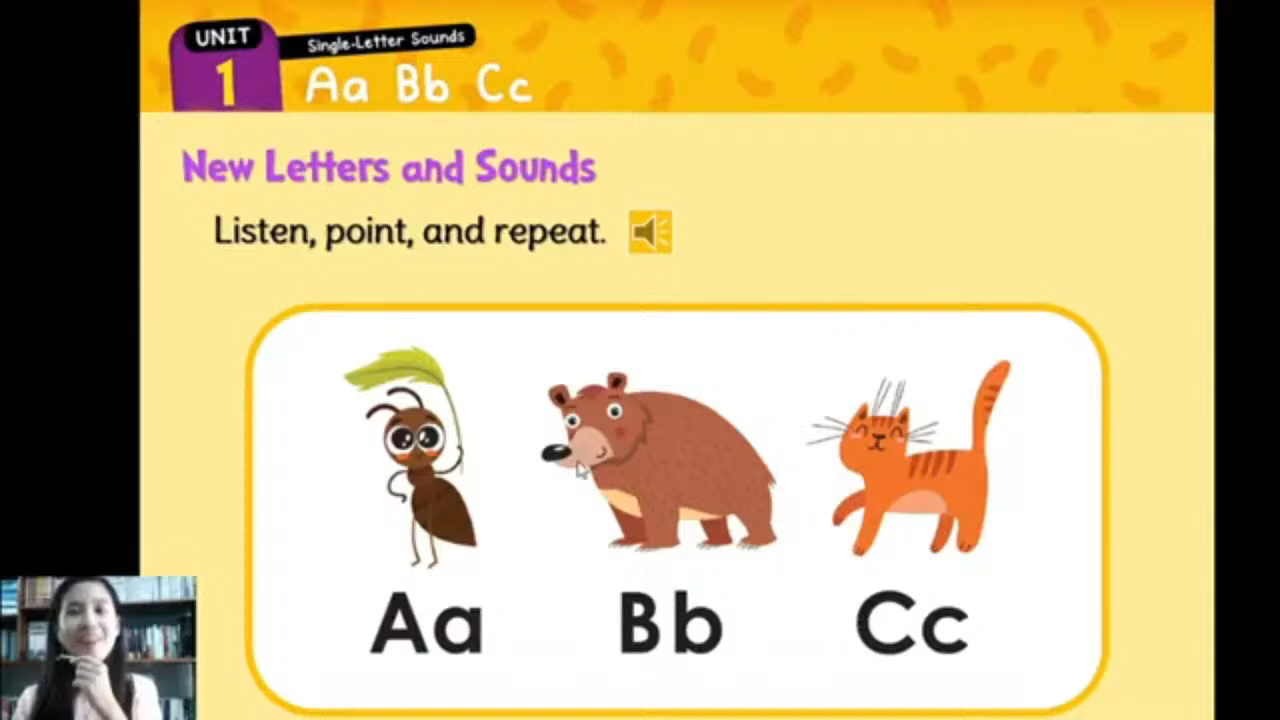 UNIT
1
Single-Letter Sounds
Aa Bb Cc
New Letters and Sounds
Listen, point, and repeat.
Aa Bb Cc